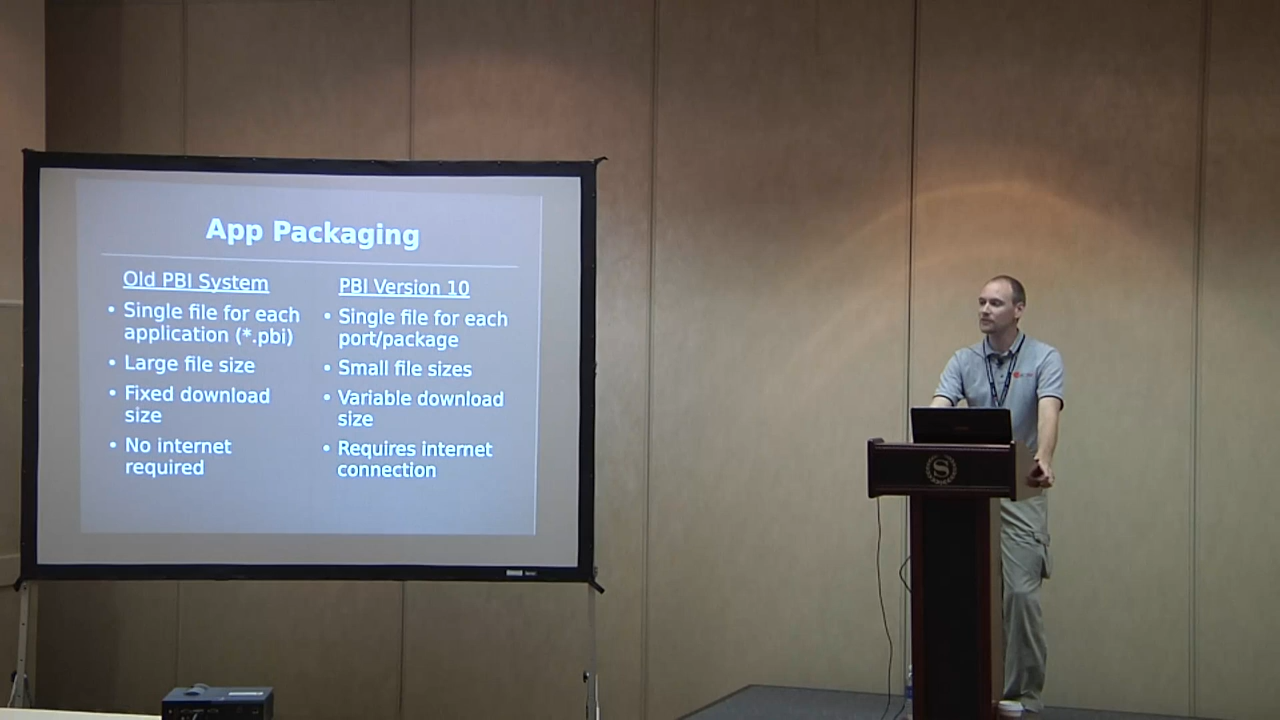 App Packaging
Old PBI System
• Single file for each
application (*.pbi)
• Large file size
• Fixed download
size
• No internet
required
PBI Version 10
• Single file for each
port/package
• Small file sizes
• Variable download
size
• Requires internet
connection
S